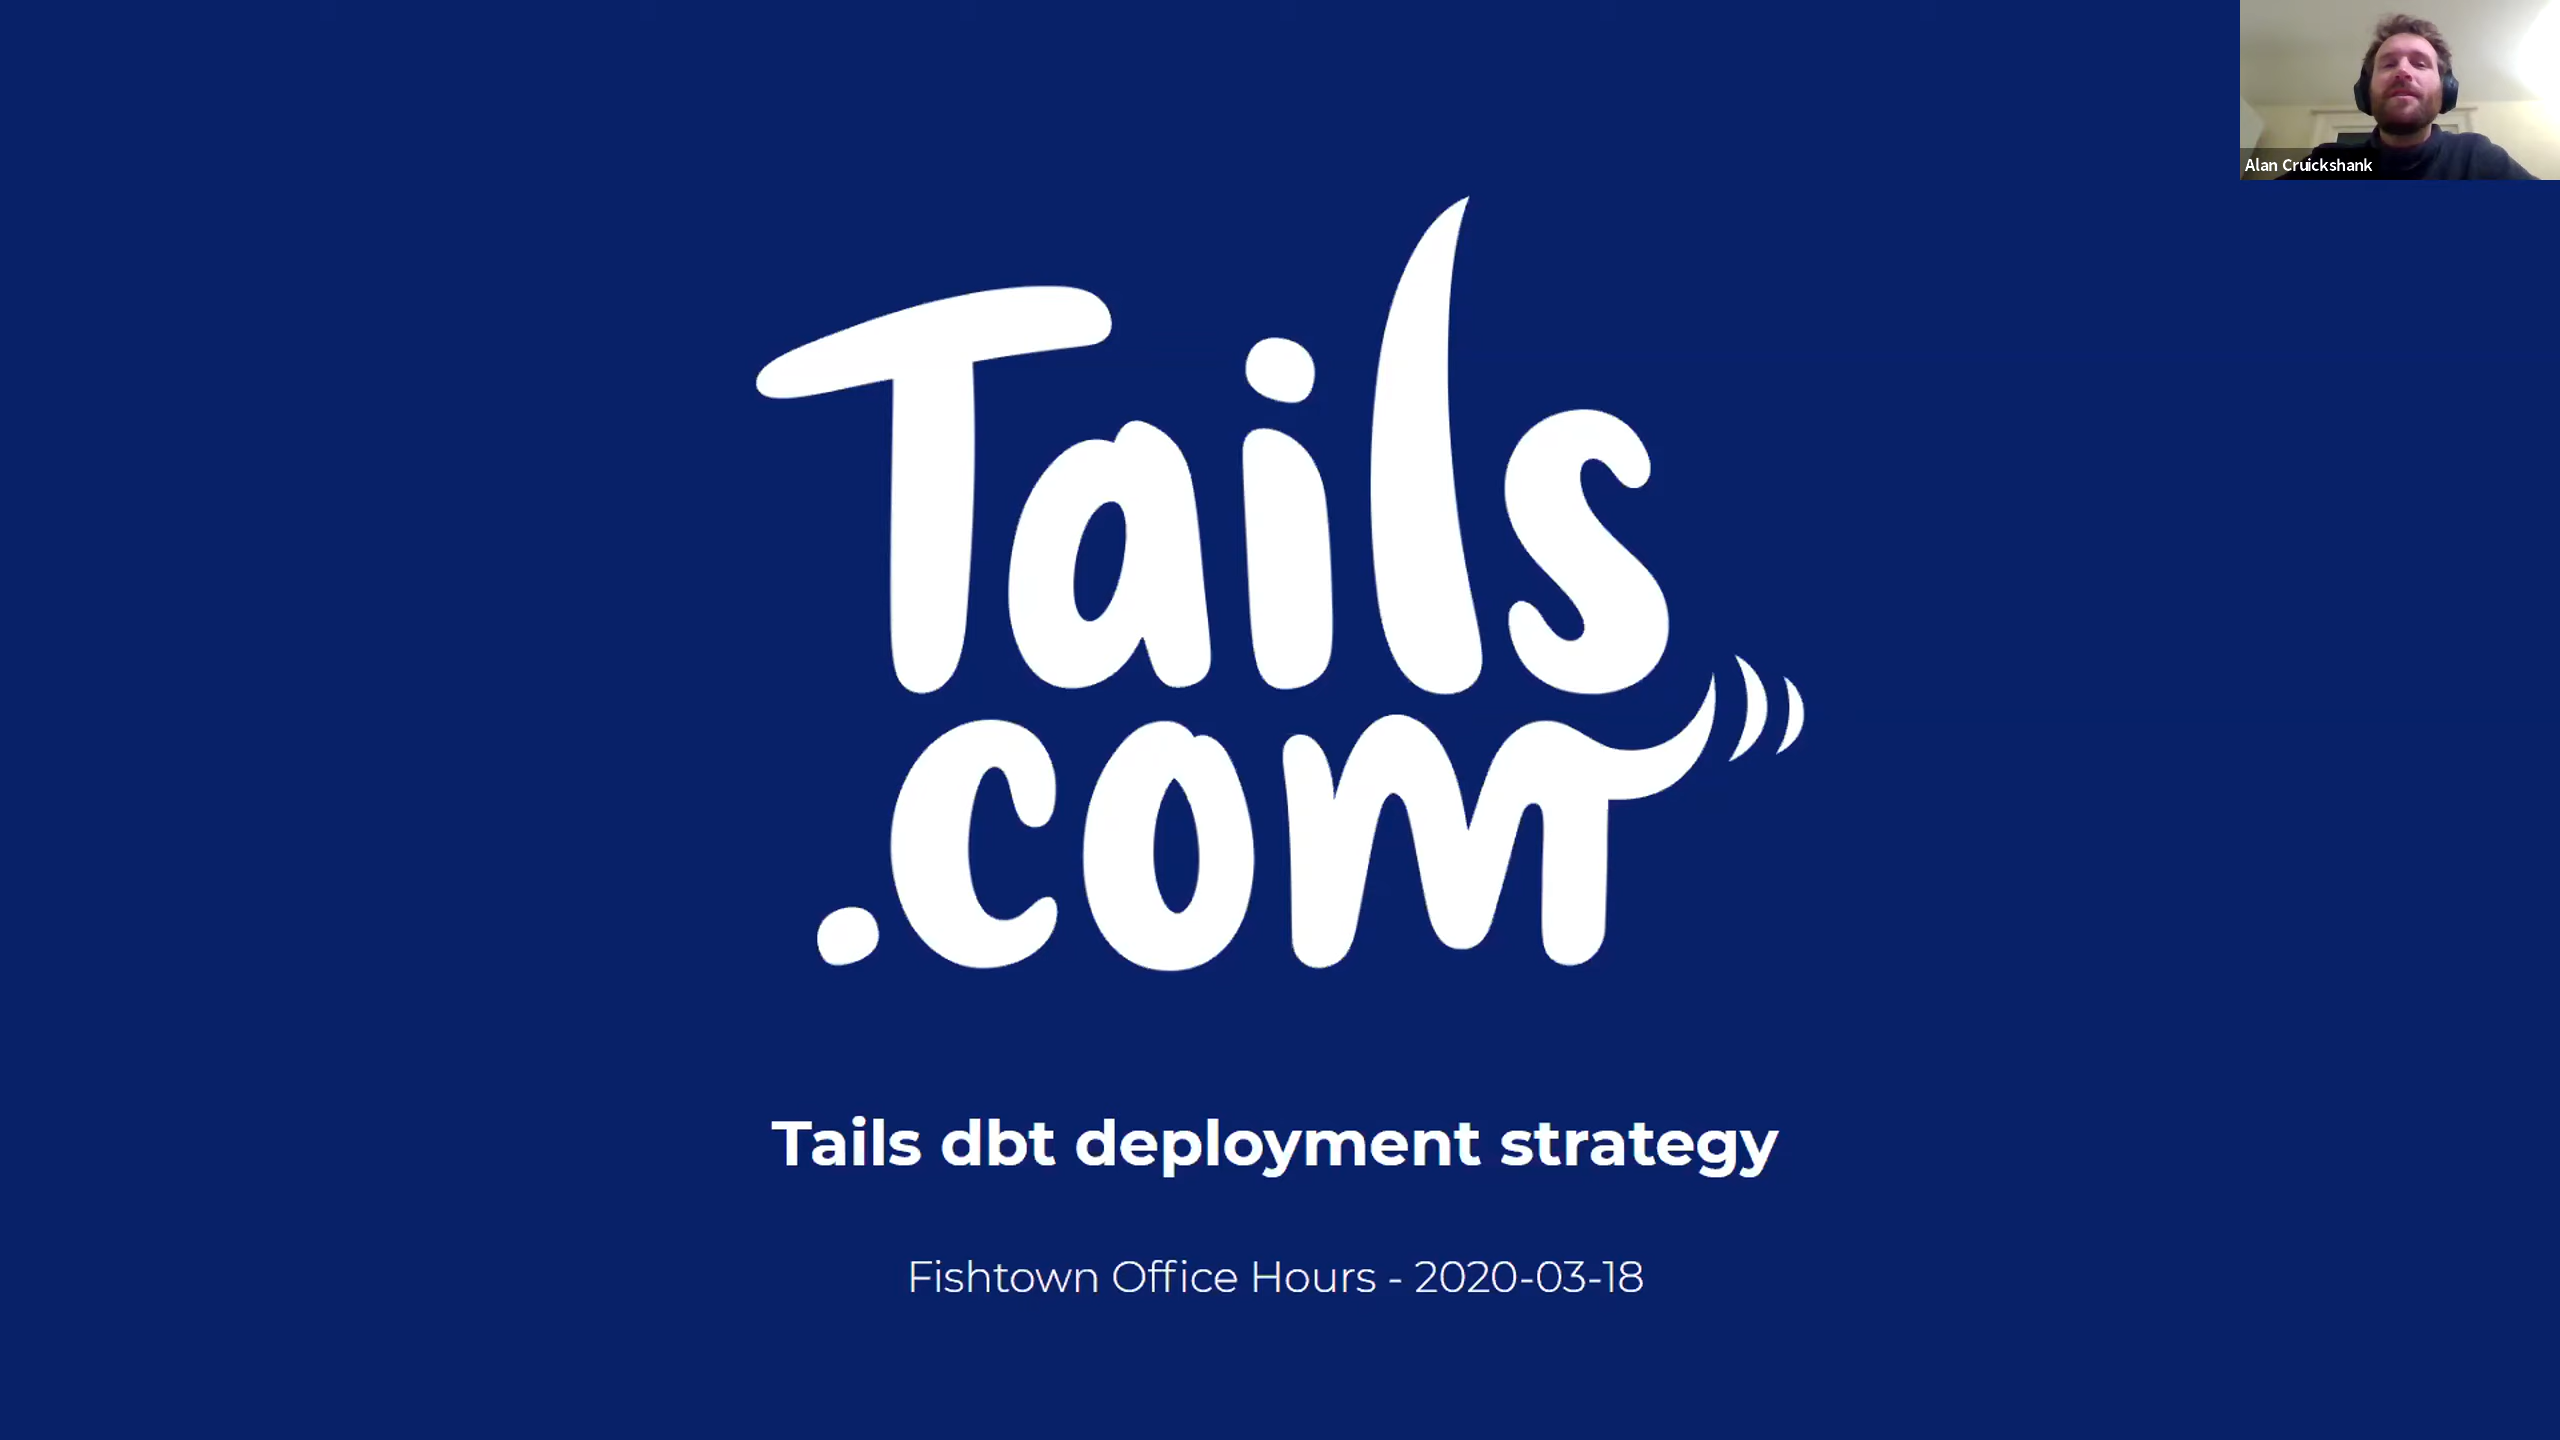 Alan Cruickshank
Tails
.com
Tails dbt deployment strategy
Fishtown Office Hours - 2020-03-18